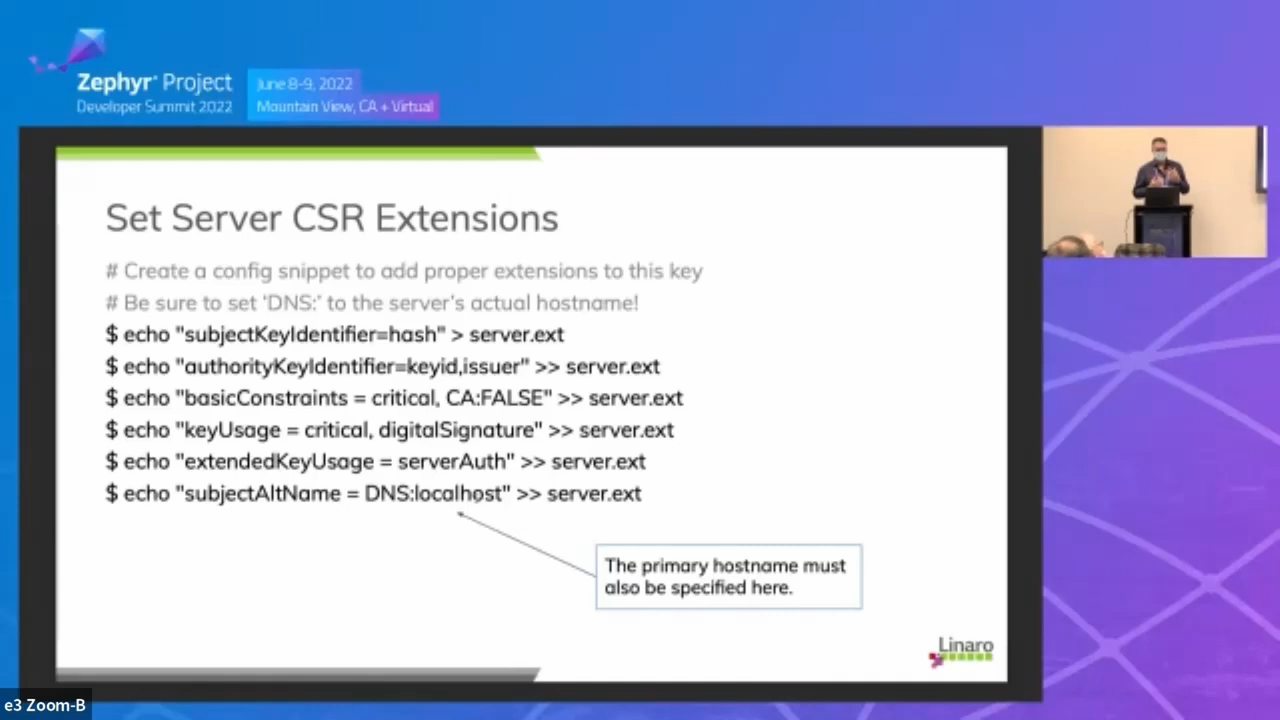 Zephyr® Project
Developer Summit 2022
June 8-9, 2022
Mountain View, CA + Virtual
Set Server CSR Extensions
# Create a config snippet to add proper extensions to this key
# Be sure to set ‘DNS:’ to the server’s actual hostname!
$ echo "subjectKeyIdentifier=hash" > server.ext
$ echo "authorityKeyIdentifier=keyid,issuer" >> server.ext
$ echo "basicConstraints = critical, CA:FALSE" >> server.ext
$ echo "keyUsage = critical, digitalSignature" >> server.ext
$ echo "extendedKeyUsage = serverAuth" >> server.ext
$ echo "subjectAltName = DNS:localhost" >> server.ext
The primary hostname must
also be specified here.
Linaro
e3 Zoom-B